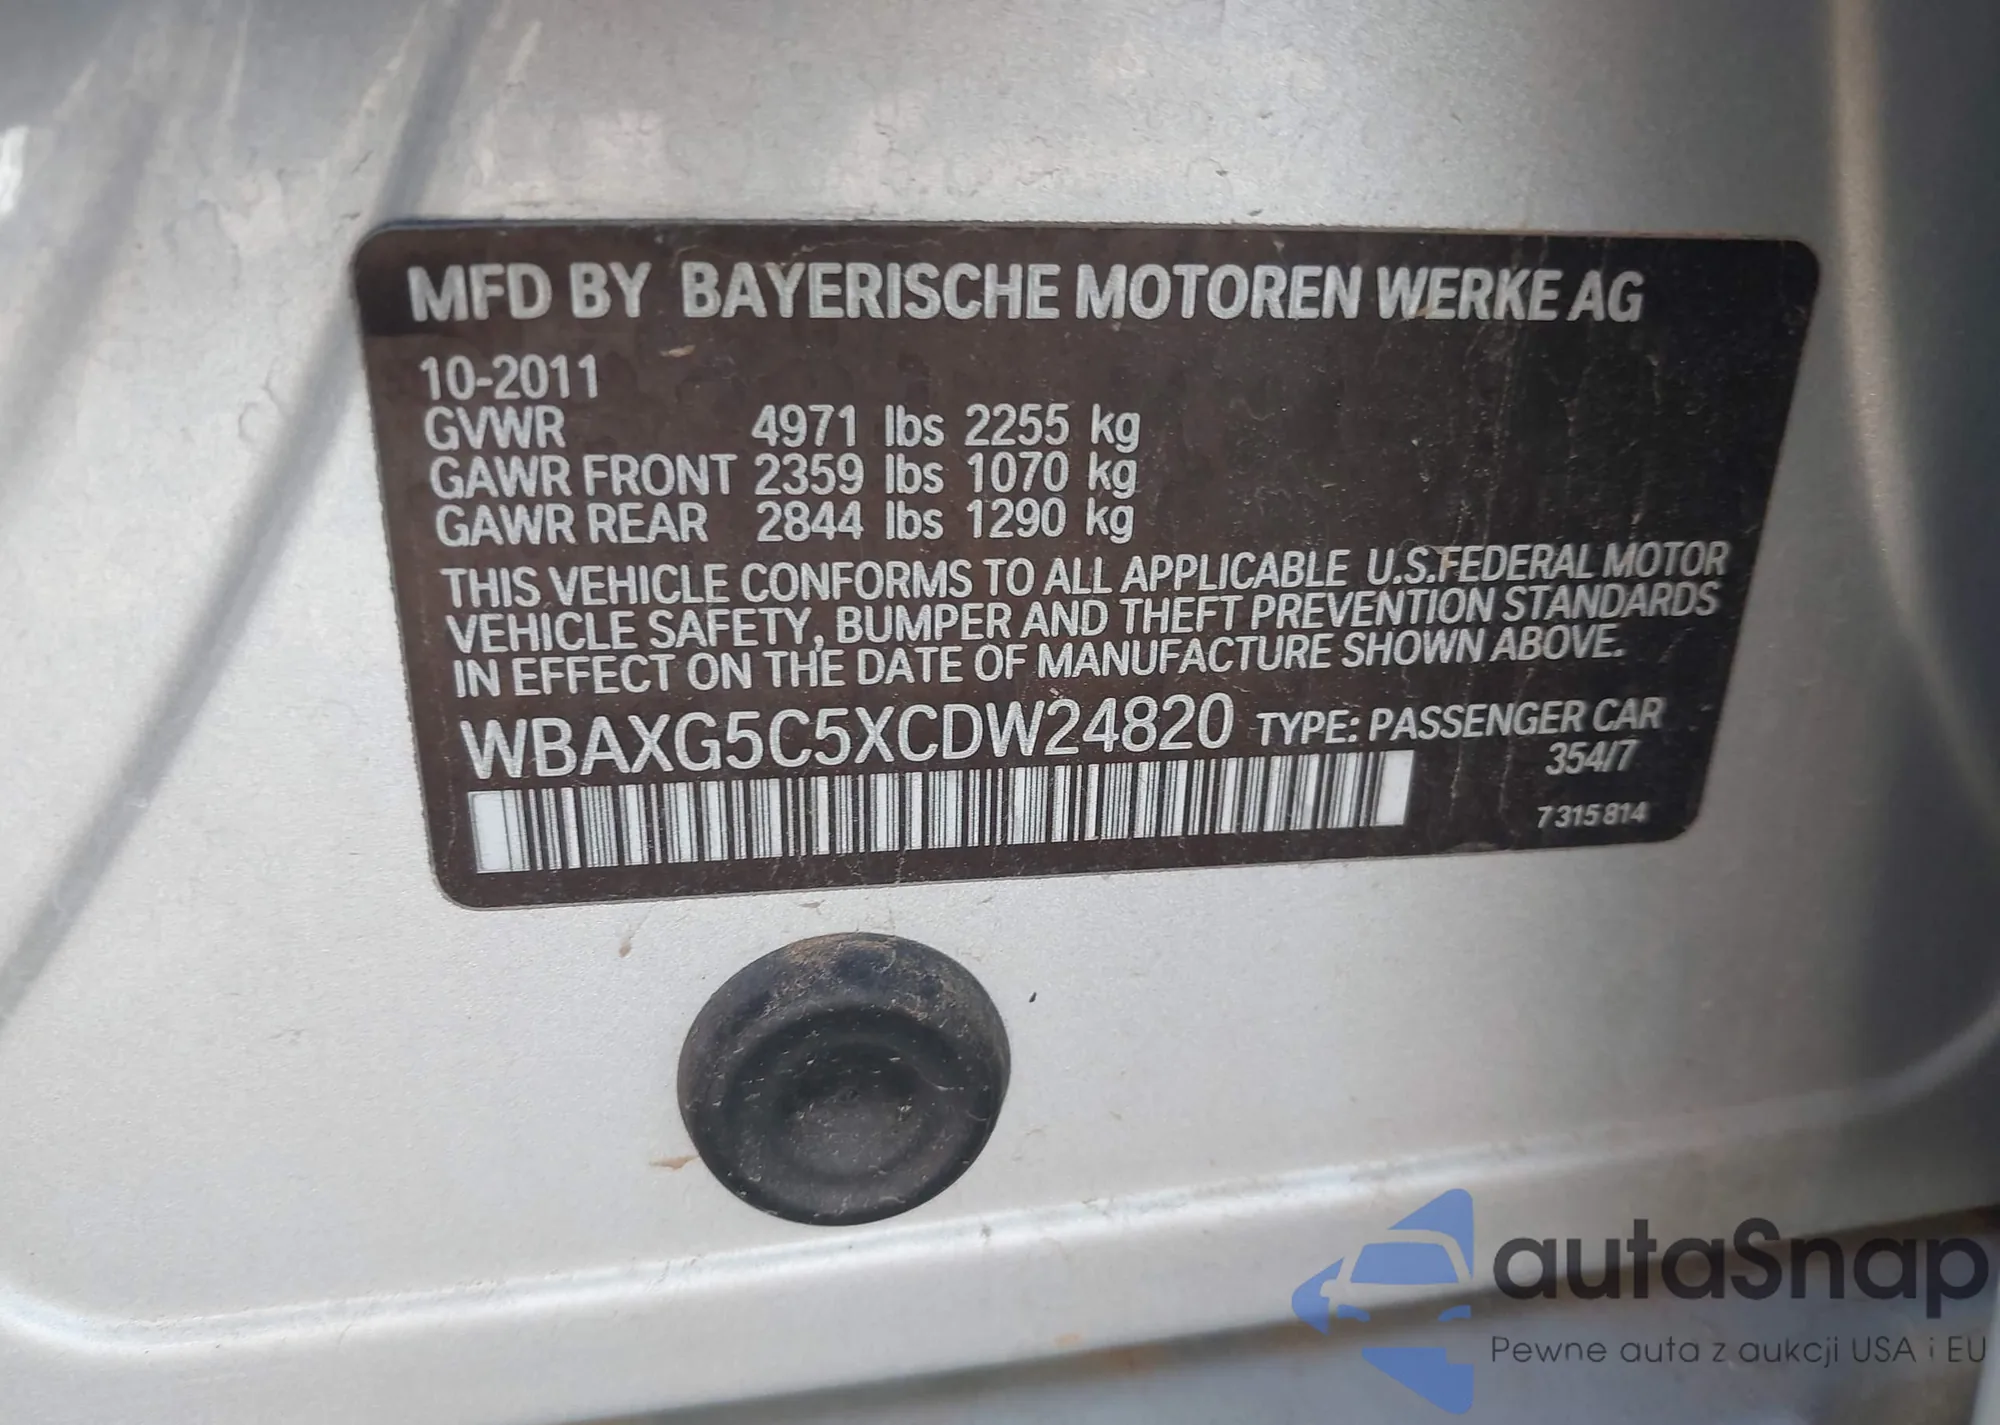 MFD BY BAYERISCHE MOTOREN WERKE AG
10-2011
GVWR 4971 lbs 2255 kg
GAWR FRONT 2359 lbs 1070 kg
GAWR REAR 2844 lbs 1290 kg
THIS VEHICLE CONFORMS TO ALL APPLICABLE U.S.FEDERAL MOTOR
VEHICLE SAFETY, BUMPER AND THEFT PREVENTION STANDARDS
IN EFFECT ON THE DATE OF MANUFACTURE SHOWN ABOVE.
WBAXG5C5XCDW24820 TYPE: PASSENGER CAR
354/7
7 315 814
autaSnap
Pewne auta z aukcji USA i EU